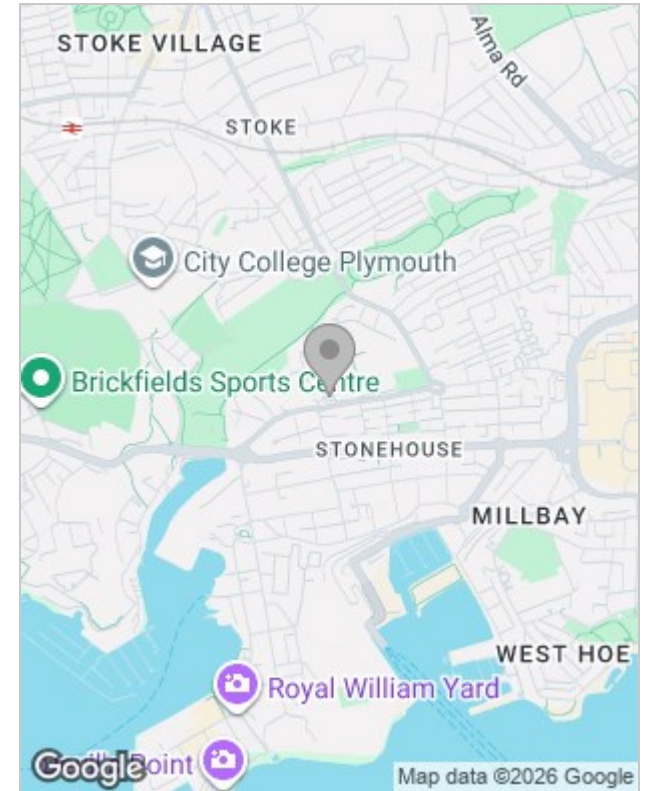 STOKE VILLAGE
Alma Rd
STOKE
City College Plymouth
Brickfields Sports Centre
STONEHOUSE
MILLBAY
WEST HOE
Royal William Yard
Point
Google
Map data ©2026 Google